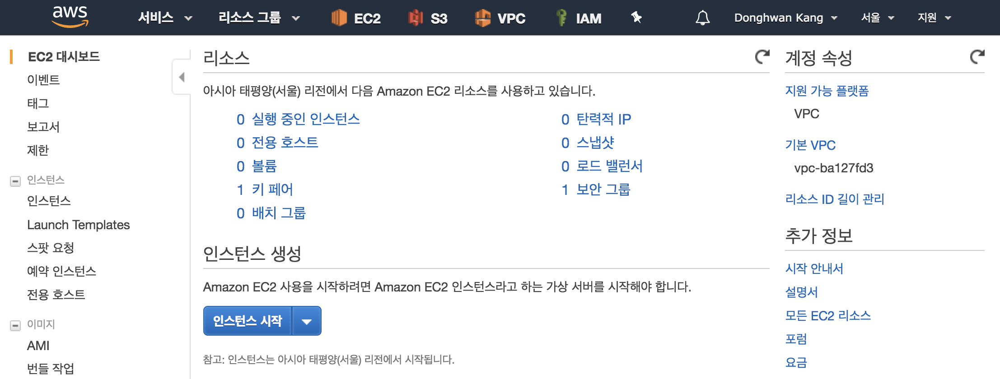 aws 서비스 리소스 그룹 EC2 S3 VPC IAM Donghwan Kang 서울 지원
EC2 대시보드
이벤트
태그
보고서
제한
인스턴스
인스턴스
Launch Templates
스팟 요청
예약 인스턴스
전용 호스트
이미지
AMI
번들 작업
리소스
아시아 태평양(서울) 리전에서 다음 Amazon EC2 리소스를 사용하고 있습니다.
0 실행 중인 인스턴스
0 전용 호스트
0 볼륨
1 키 페어
0 배치 그룹
0 탄력적 IP
0 스냅샷
0 로드 밸런서
1 보안 그룹
인스턴스 생성
Amazon EC2 사용을 시작하려면 Amazon EC2 인스턴스라고 하는 가상 서버를 시작해야 합니다.
인스턴스 시작
참고: 인스턴스는 아시아 태평양(서울) 리전에서 시작됩니다.
계정 속성
지원 가능 플랫폼
VPC
기본 VPC
vpc-ba127fd3
리소스 ID 길이 관리
추가 정보
시작 안내서
설명서
모든 EC2 리소스
포럼
요금